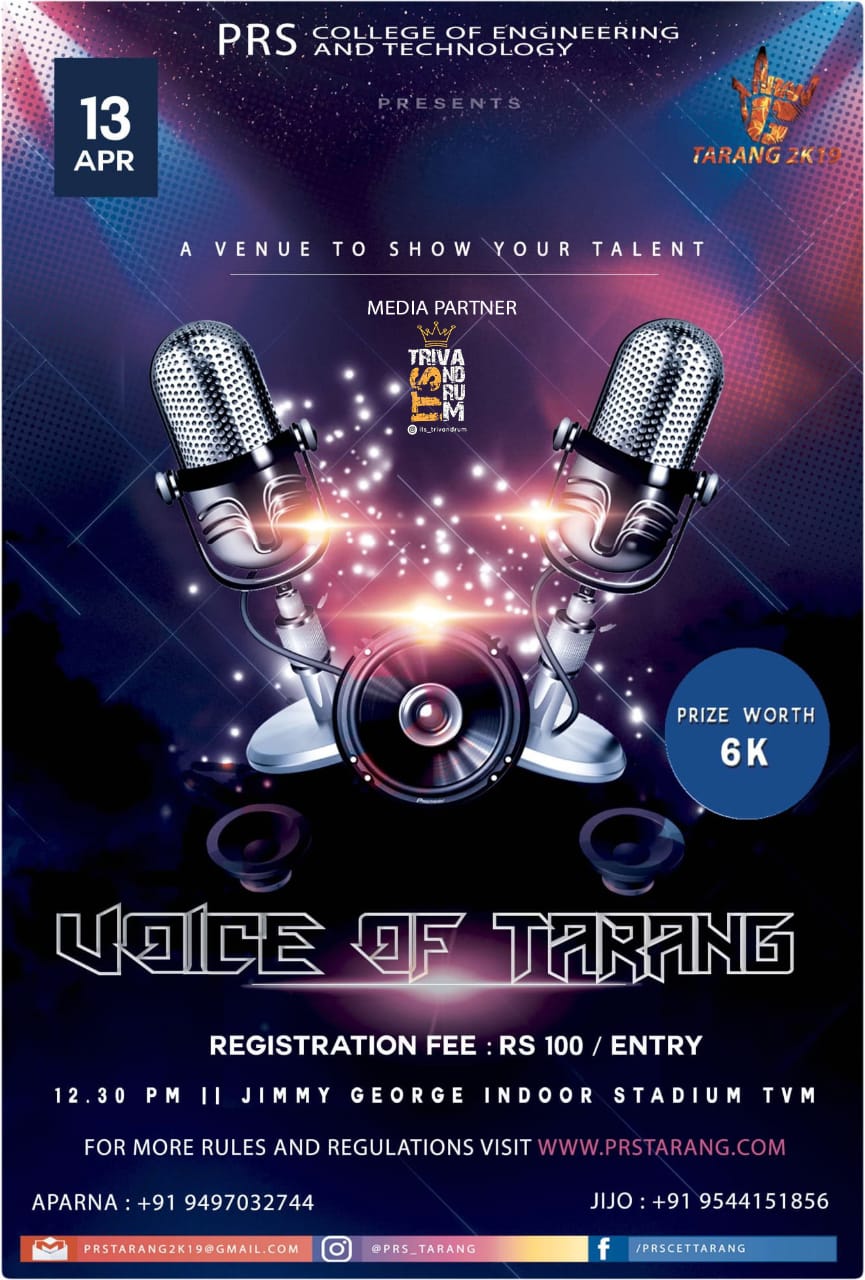 PRS COLLEGE OF ENGINEERING
AND TECHNOLOGY
PRESENTS
13
APR
TARANG 2K19
A VENUE TO SHOW YOUR TALENT
MEDIA PARTNER
ITS TRIVANDRUM
its_trivandrum
PRIZE WORTH
6K
Pioneer
VOICE OF TARANG
REGISTRATION FEE : RS 100 / ENTRY
12.30 PM || JIMMY GEORGE INDOOR STADIUM TVM
FOR MORE RULES AND REGULATIONS VISIT WWW.PRSTARANG.COM
APARNA : +91 9497032744
JIJO : +91 9544151856
PRSTARANG2K19@GMAIL.COM
@PRS_TARANG
/PRSCETTARANG